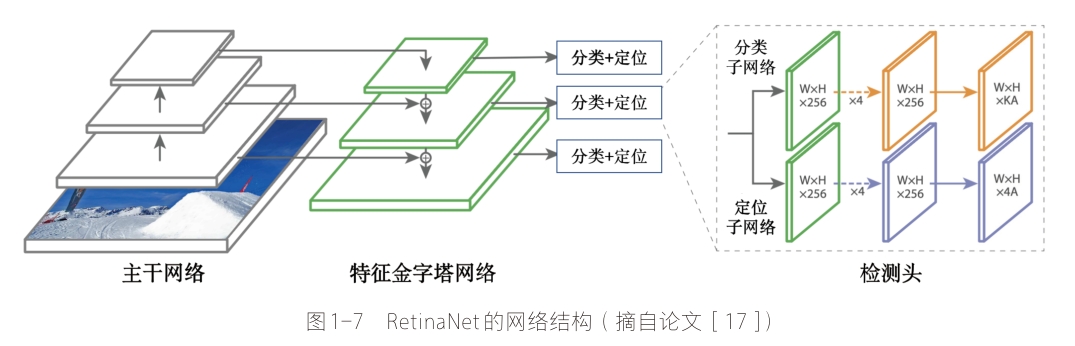 分类+定位
分类+定位
分类+定位
分类
子网络
W×H
×256
×4
W×H
×256
W×H
×KA
W×H
×256
×4
W×H
×256
W×H
×4A
定位
子网络
主干网络
特征金字塔网络
检测头
图1-7 RetinaNet的网络结构（摘自论文［17］）